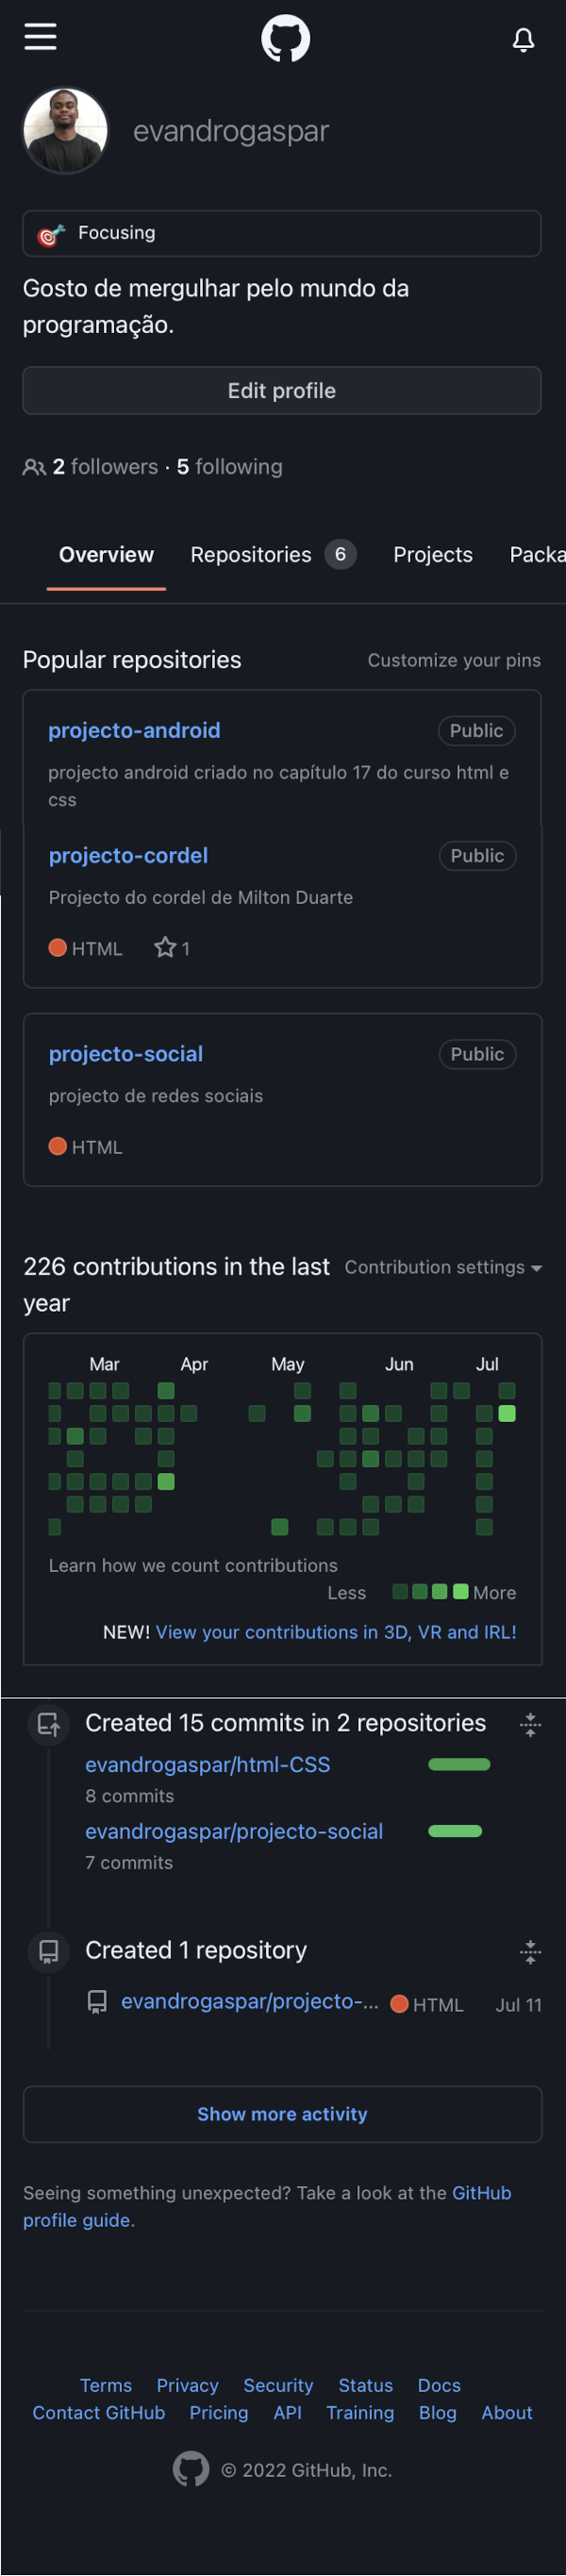 evandrogaspar
Focusing
Gosto de mergulhar pelo mundo da
programação.
Edit profile
2 followers · 5 following
Overview Repositories 6 Projects Packa
Popular repositories Customize your pins
projecto-android Public
projecto android criado no capítulo 17 do curso html e
css
projecto-cordel Public
Projecto do cordel de Milton Duarte
HTML 1
projecto-social Public
projecto de redes sociais
HTML
226 contributions in the last Contribution settings
year
Mar Apr May Jun Jul
Learn how we count contributions
Less More
NEW! View your contributions in 3D, VR and IRL!
Created 15 commits in 2 repositories
evandrogaspar/html-CSS
8 commits
evandrogaspar/projecto-social
7 commits
Created 1 repository
evandrogaspar/projecto-... HTML Jul 11
Show more activity
Seeing something unexpected? Take a look at the GitHub
profile guide.
Terms Privacy Security Status Docs
Contact GitHub Pricing API Training Blog About
© 2022 GitHub, Inc.